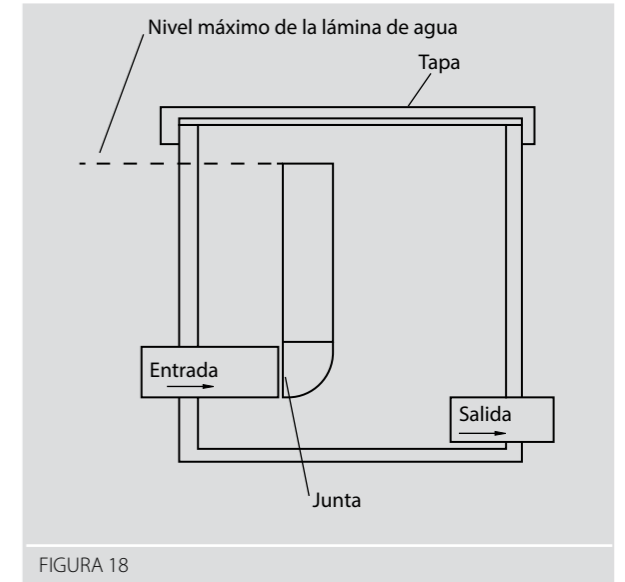 Nivel máximo de la lámina de agua
Tapa
Entrada
Salida
Junta
FIGURA 18